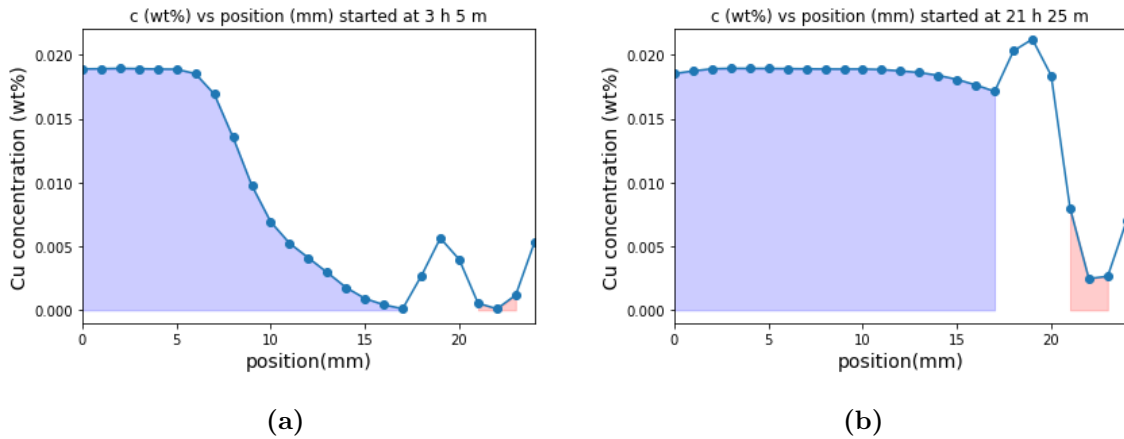 c (wt%) vs position (mm) started at 3 h 5 m
Cu concentration (wt%)
0.020
0.015
0.010
0.005
0.000
0 5 10 15 20
position(mm)
(a)
c (wt%) vs position (mm) started at 21 h 25 m
Cu concentration (wt%)
0.020
0.015
0.010
0.005
0.000
0 5 10 15 20
position(mm)
(b)